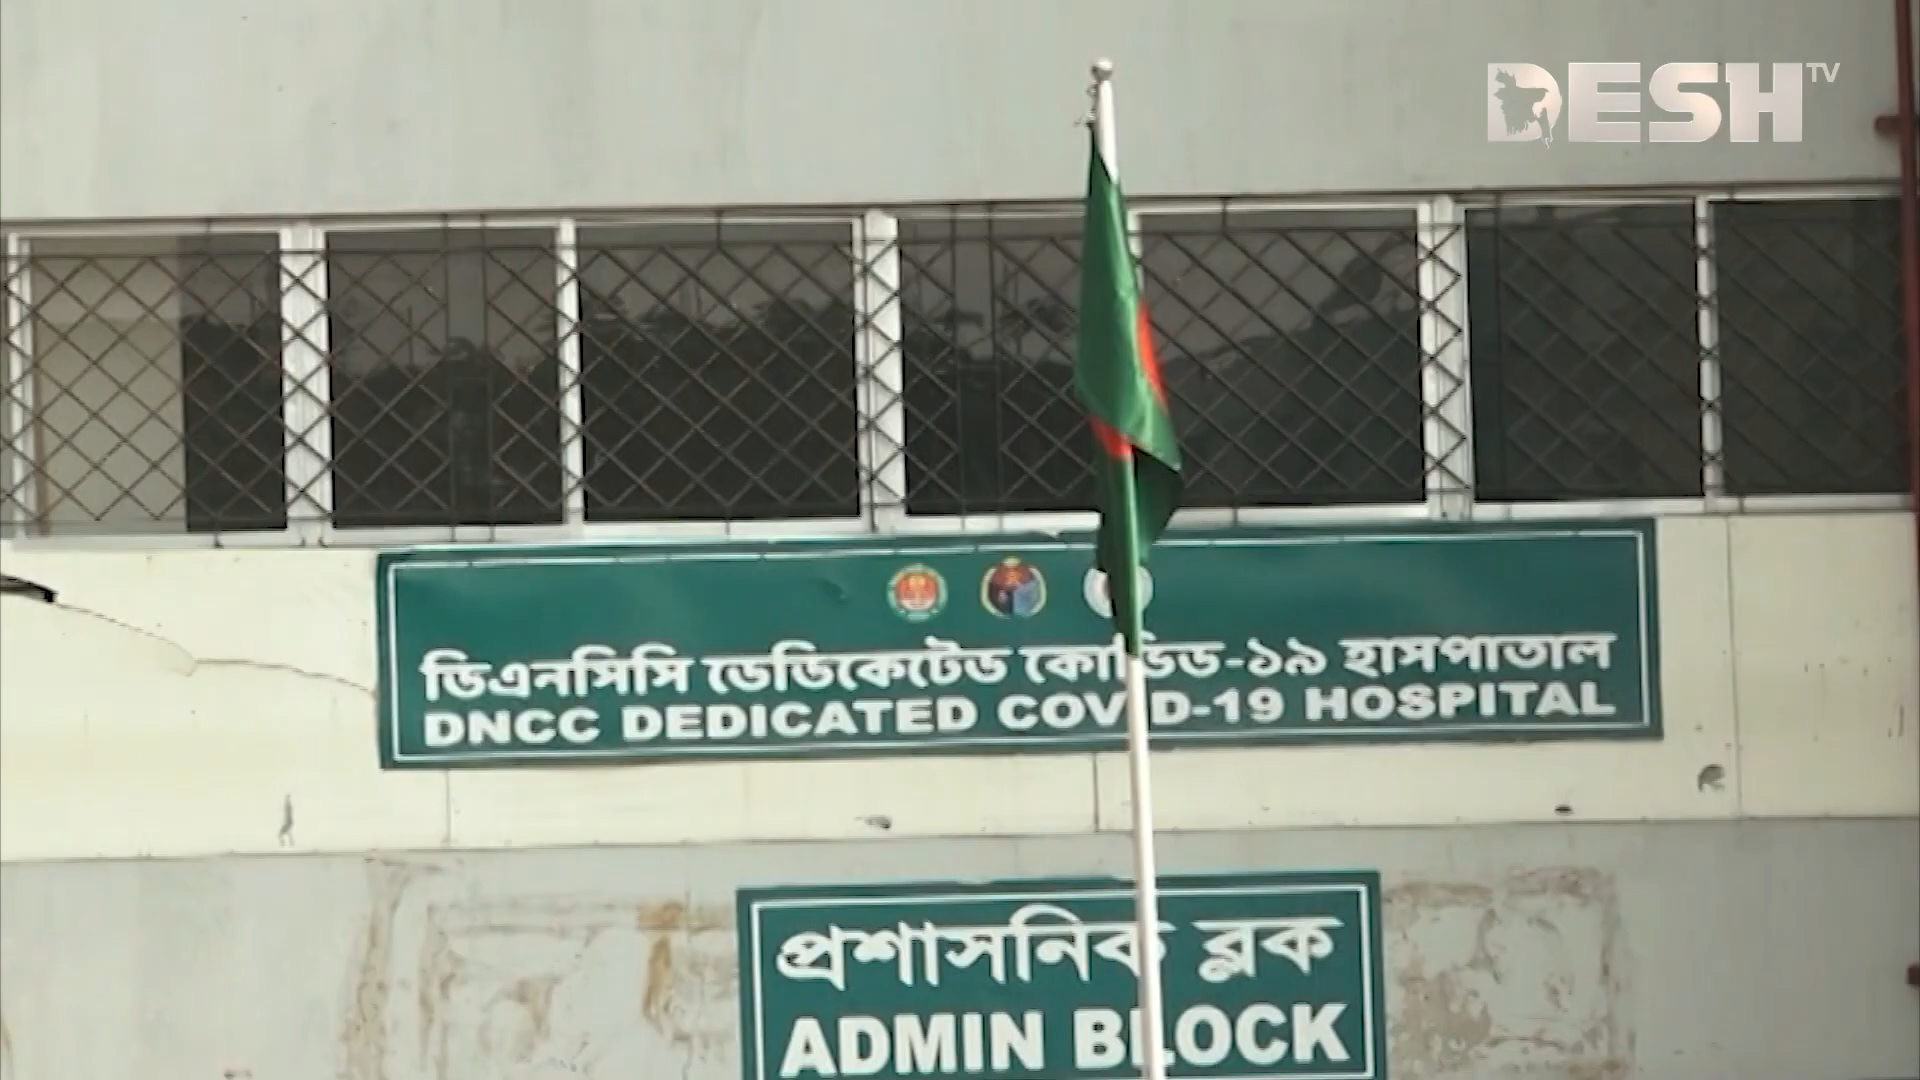 DESH TV
ডিএনসিসি ডেডিকেটেড কোভিড-১৯ হাসপাতাল
DNCC DEDICATED COVID-19 HOSPITAL
প্রশাসনিক ব্লক
ADMIN BLOCK